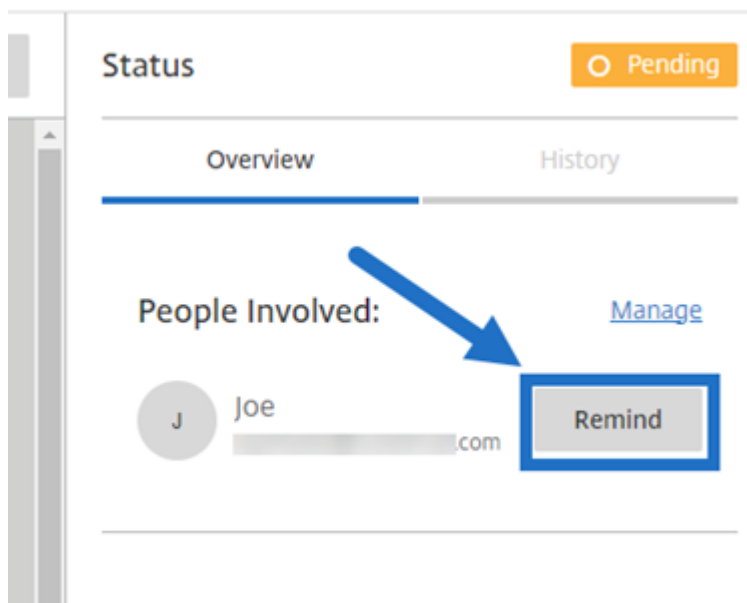 Status
Pending
Overview
History
People Involved:
Manage
J
Joe
.com
Remind